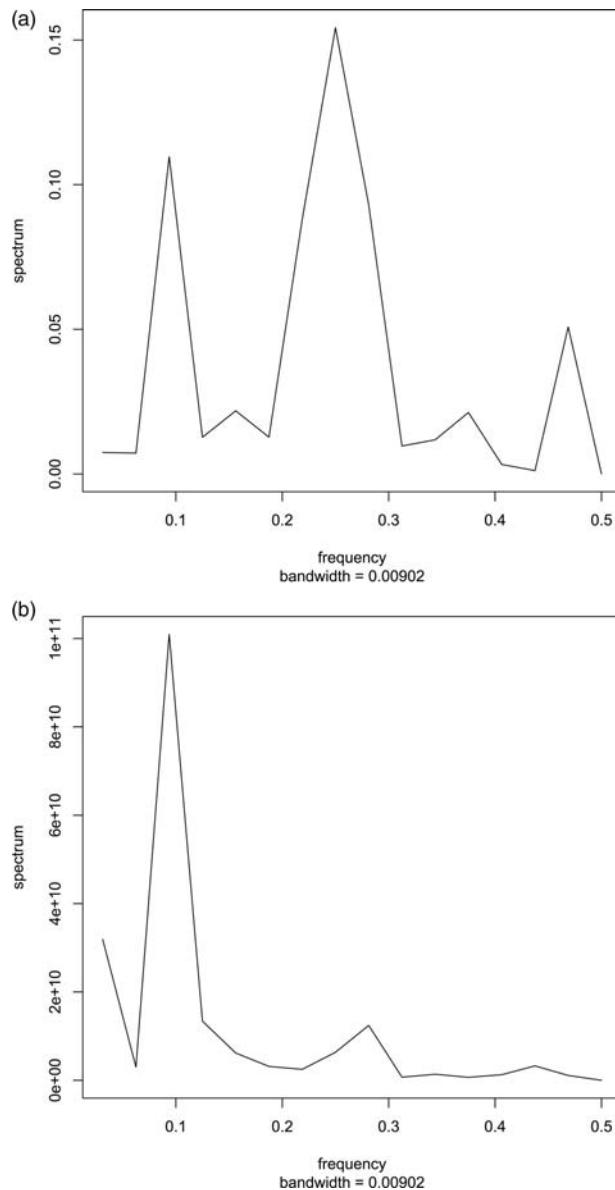 (a)
0.15
0.10
0.05
0.00
spectrum
0.1 0.2 0.3 0.4 0.5
frequency
bandwidth = 0.00902
(b)
1e+11
8e+10
6e+10
4e+10
2e+10
0e+00
spectrum
0.1 0.2 0.3 0.4 0.5
frequency
bandwidth = 0.00902